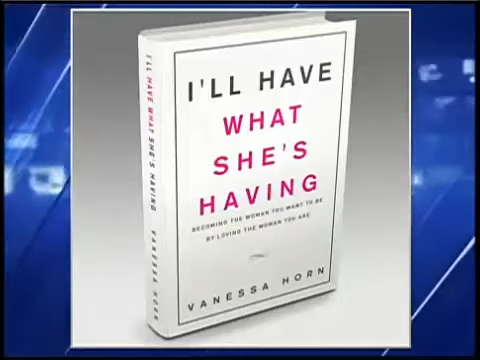 I'LL HAVE
WHAT
SHE'S
HAVING
BECOMING THE WOMAN YOU WANT TO BE
BY LOVING THE WOMAN YOU ARE
VANESSA HORN
I'LL HAVE WHAT SHE'S HAVING VANESSA HORN